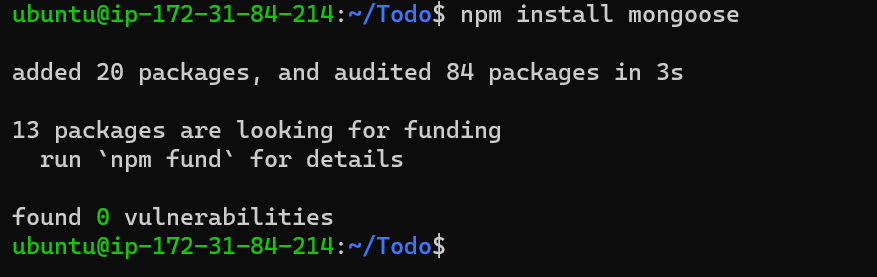 ubuntu@ip-172-31-84-214:~/Todo$ npm install mongoose
added 20 packages, and audited 84 packages in 3s
13 packages are looking for funding
  run `npm fund` for details
found 0 vulnerabilities
ubuntu@ip-172-31-84-214:~/Todo$